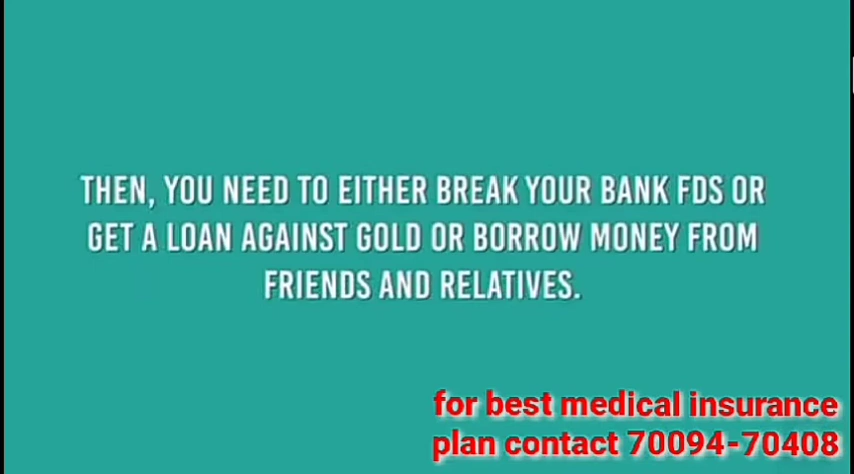 THEN, YOU NEED TO EITHER BREAK YOUR BANK FDS OR
GET A LOAN AGAINST GOLD OR BORROW MONEY FROM
FRIENDS AND RELATIVES.
for best medical insurance
plan contact 70094-70408